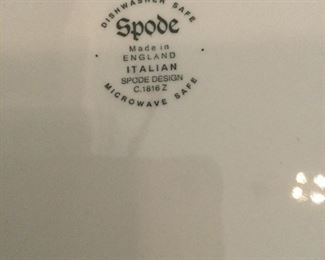 DISHWASHER SAFE
Spode
Made in
ENGLAND
ITALIAN
SPODE DESIGN
C.1816 Z
MICROWAVE SAFE